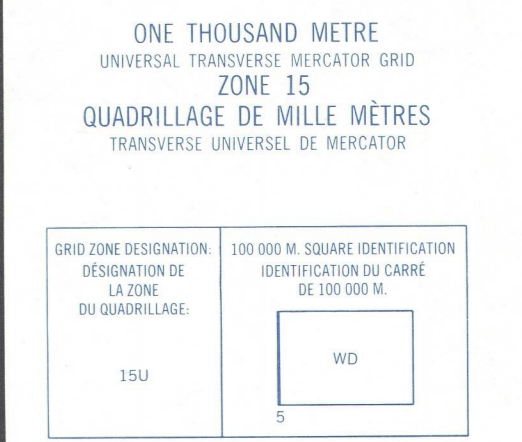 ONE THOUSAND METRE
UNIVERSAL TRANSVERSE MERCATOR GRID
ZONE 15
QUADRILLAGE DE MILLE MÈTRES
TRANSVERSE UNIVERSEL DE MERCATOR
GRID ZONE DESIGNATION:
DÉSIGNATION DE
LA ZONE
DU QUADRILLAGE:
15U
100 000 M. SQUARE IDENTIFICATION
IDENTIFICATION DU CARRÉ
DE 100 000 M.
WD
5